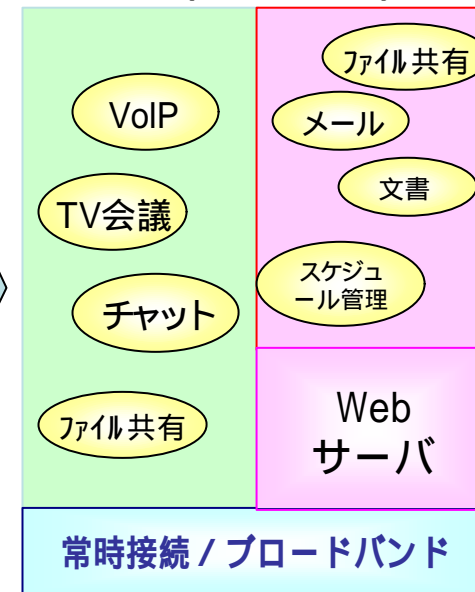 VoIP
TV会議
チャット
ファイル共有
ファイル共有
メール
文書
スケジュ
ール管理
Web
サーバ
常時接続 / ブロードバンド